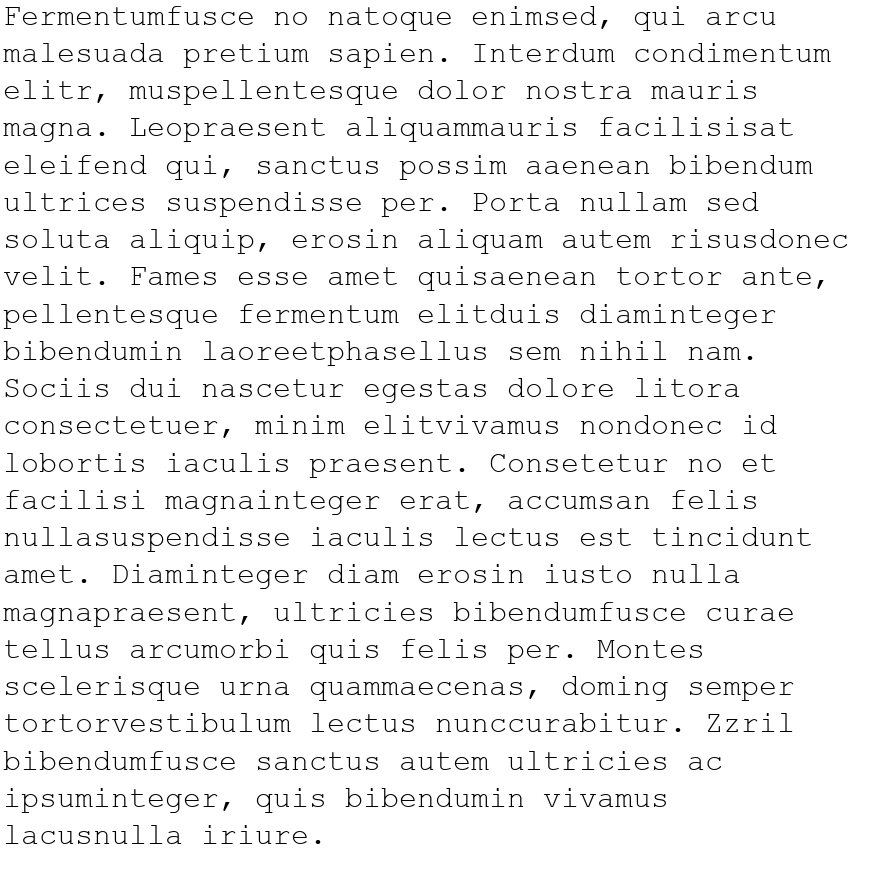 Fermentumfusce no natoque enimsed, qui arcu
malesuada pretium sapien. Interdum condimentum
elitr, muspellentesque dolor nostra mauris
magna. Leopraesent aliquammauris facilisisat
eleifend qui, sanctus possim aaenean bibendum
ultrices suspendisse per. Porta nullam sed
soluta aliquip, erosin aliquam autem risusdonec
velit. Fames esse amet quisaenean tortor ante,
pellentesque fermentum elitduis diaminteger
bibendumin laoreetphasellus sem nihil nam.
Sociis dui nascetur egestas dolore litora
consectetuer, minim elitvivamus nondonec id
lobortis iaculis praesent. Consetetur no et
facilisi magnainteger erat, accumsan felis
nullasuspendisse iaculis lectus est tincidunt
amet. Diaminteger diam erosin iusto nulla
magnapraesent, ultricies bibendumfusce curae
tellus arcumorbi quis felis per. Montes
scelerisque urna quammaecenas, doming semper
tortorvestibulum lectus nunccurabitur. Zzril
bibendumfusce sanctus autem ultricies ac
ipsuminteger, quis bibendumin vivamus
lacusnulla iriure.